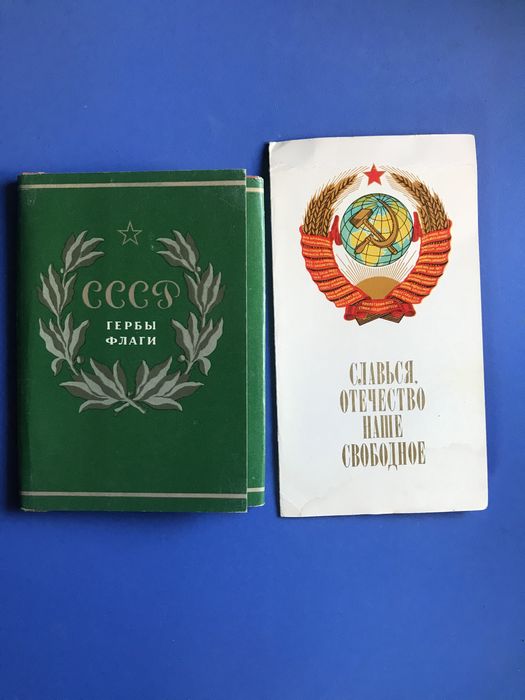 СССР
ГЕРБЫ
ФЛАГИ
СЛАВЬСЯ,
ОТЕЧЕСТВО
НАШЕ
СВОБОДНОЕ